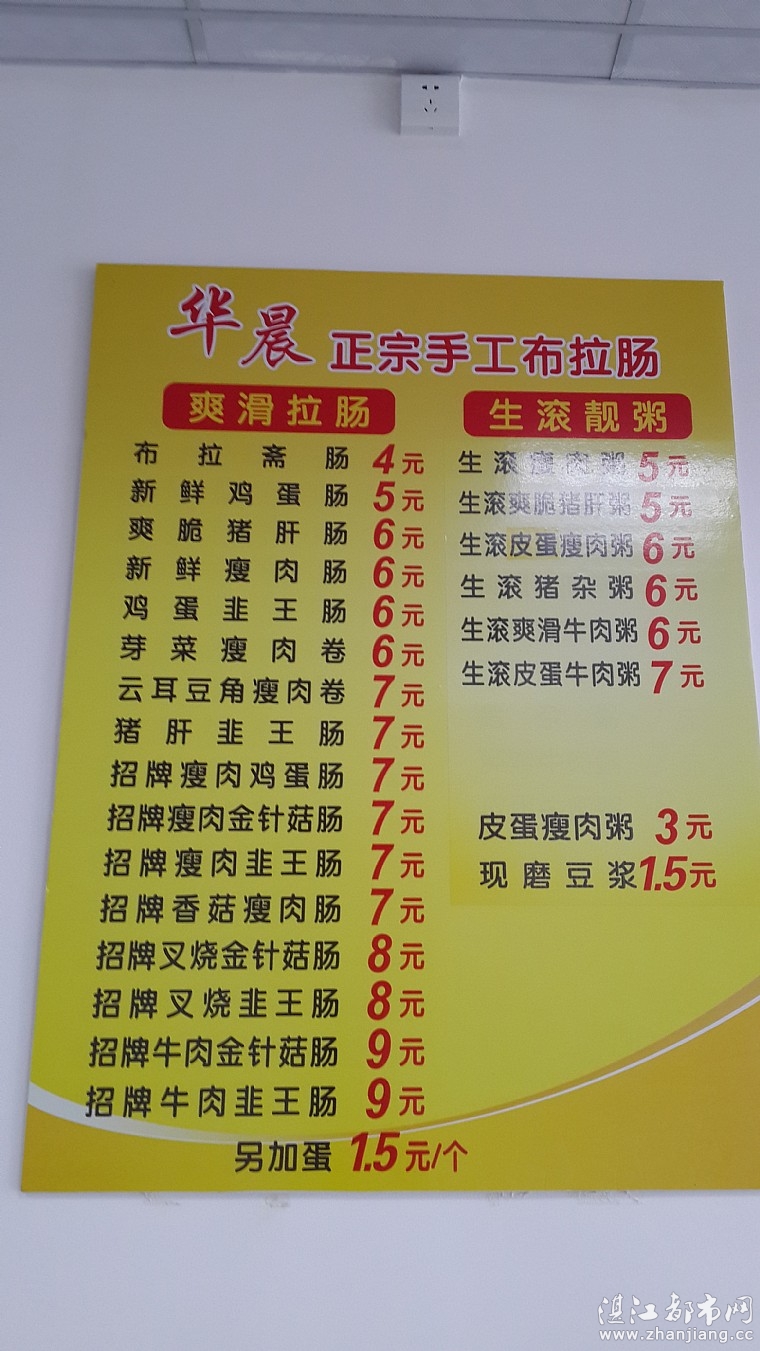 华晨 正宗手工布拉肠
爽滑拉肠
布拉斋肠 4元
新鲜鸡蛋肠 5元
爽脆猪肝肠 6元
新鲜瘦肉肠 6元
鸡蛋韭王肠 6元
芽菜瘦肉卷 6元
云耳豆角瘦肉卷 7元
猪肝韭王肠 7元
招牌瘦肉鸡蛋肠 7元
招牌瘦肉金针菇肠 7元
招牌瘦肉韭王肠 7元
招牌香菇瘦肉肠 7元
招牌叉烧金针菇肠 8元
招牌叉烧韭王肠 8元
招牌牛肉金针菇肠 9元
招牌牛肉韭王肠 9元
另加蛋 1.5元/个
生滚靓粥
生滚瘦肉粥 5元
生滚爽脆猪肝粥 5元
生滚皮蛋瘦肉粥 6元
生滚猪杂粥 6元
生滚爽滑牛肉粥 6元
生滚皮蛋牛肉粥 7元
皮蛋瘦肉粥 3元
现磨豆浆 1.5元
湛江都市网
www.zhanjiang.cc